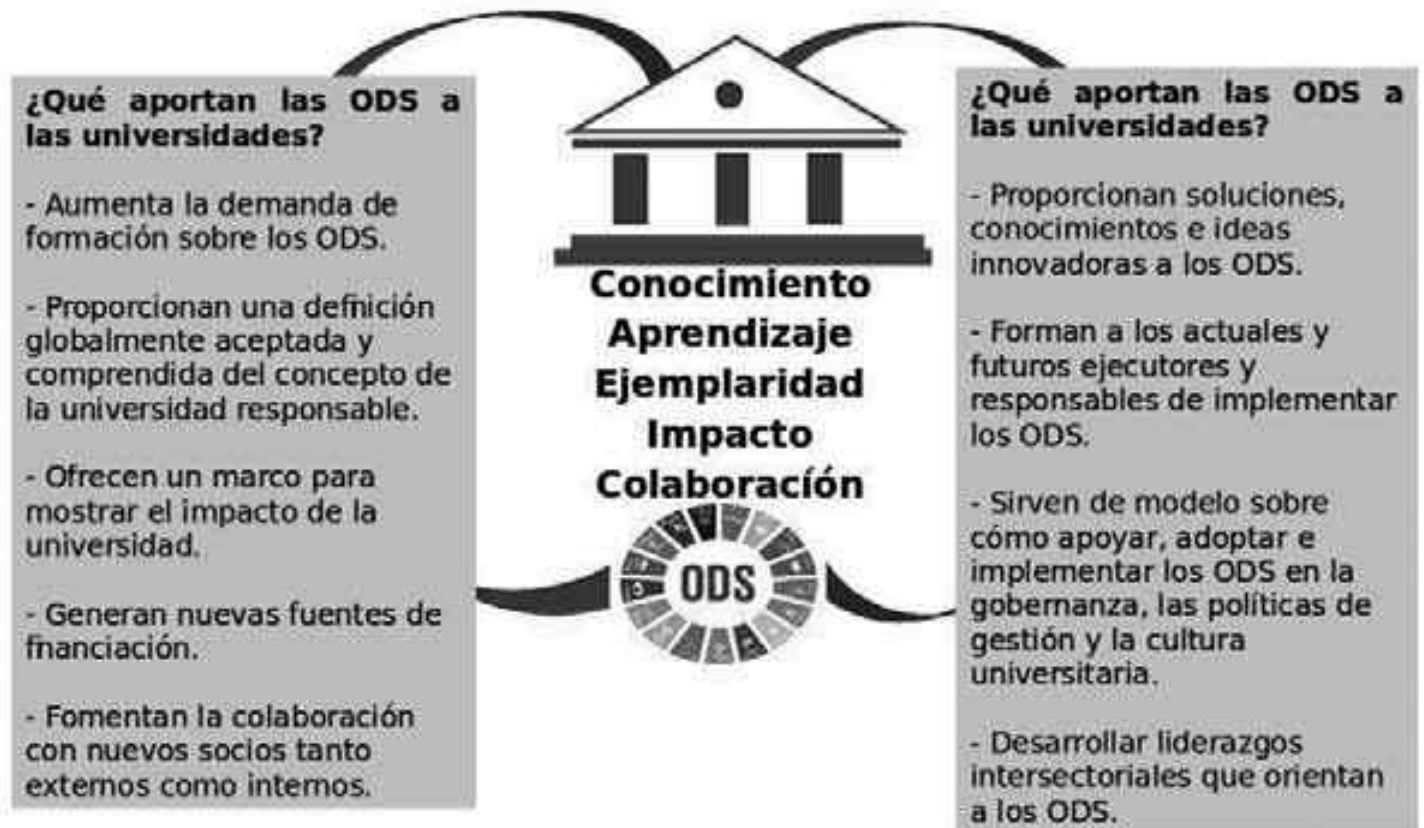 ¿Qué aportan las ODS a
las universidades?
- Aumenta la demanda de
formación sobre los ODS.
- Proporcionan una defnición
globalmente aceptada y
comprendida del concepto de
la universidad responsable.
- Ofrecen un marco para
mostrar el impacto de la
universidad.
- Generan nuevas fuentes de
fnanciación.
- Fomentan la colaboración
con nuevos socios tanto
externos como internos.
Conocimiento
Aprendizaje
Ejemplaridad
Impacto
Colaboracíón
ODS
¿Qué aportan las ODS a
las universidades?
- Proporcionan soluciones,
conocimientos e ideas
innovadoras a los ODS.
- Forman a los actuales y
futuros ejecutores y
responsables de implementar
los ODS.
- Sirven de modelo sobre
cómo apoyar, adoptar e
implementar los ODS en la
gobernanza, las políticas de
gestión y la cultura
universitaria.
- Desarrollar liderazgos
intersectoriales que orientan
a los ODS.